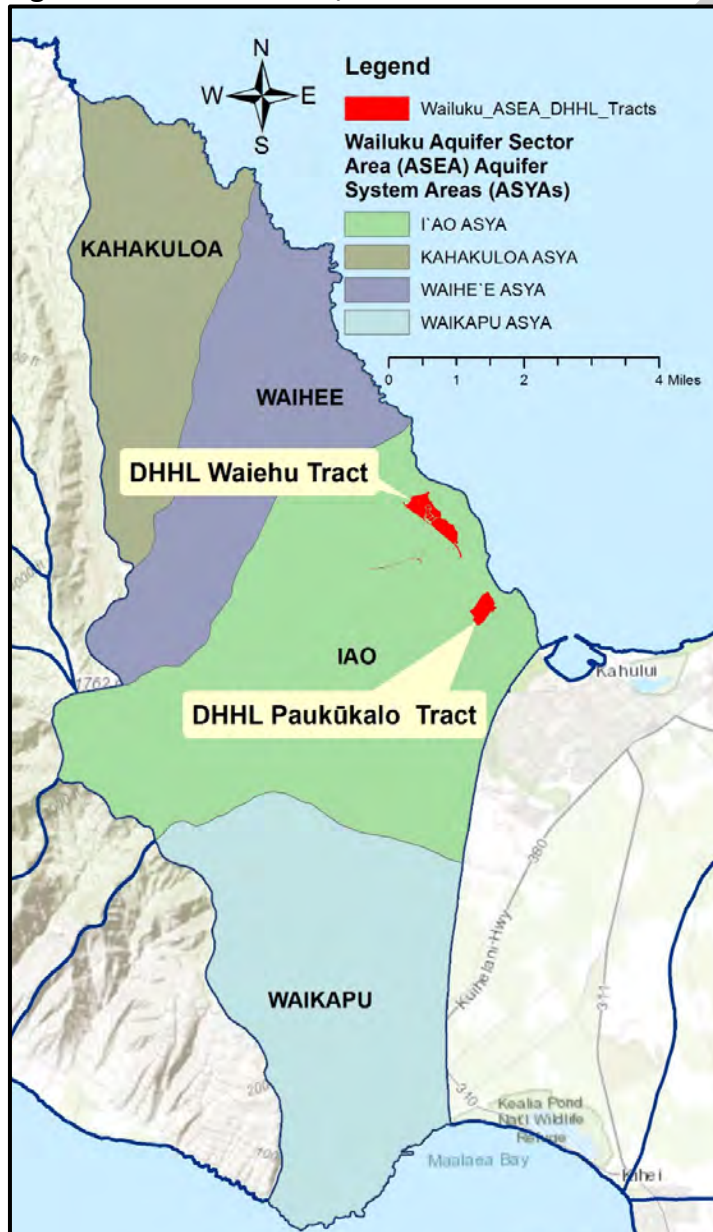 N
W E
S
Legend
Wailuku_ASEA_DHHL_Tracts
Wailuku Aquifer Sector
Area (ASEA) Aquifer
System Areas (ASYAs)
I`AO ASYA
KAHAKULOA ASYA
WAIHE`E ASYA
WAIKAPU ASYA
0 1 2 4 Miles
KAHAKULOA
WAIHEE
DHHL Waiehu Tract
IAO
1762
Kahului
DHHL Paukūkalo Tract
380
Kuihelani-Hwy
311
WAIKAPU
310
Kealia Pond
Nat'l Wildlife
Refuge
Maalaea Bay
Kihei